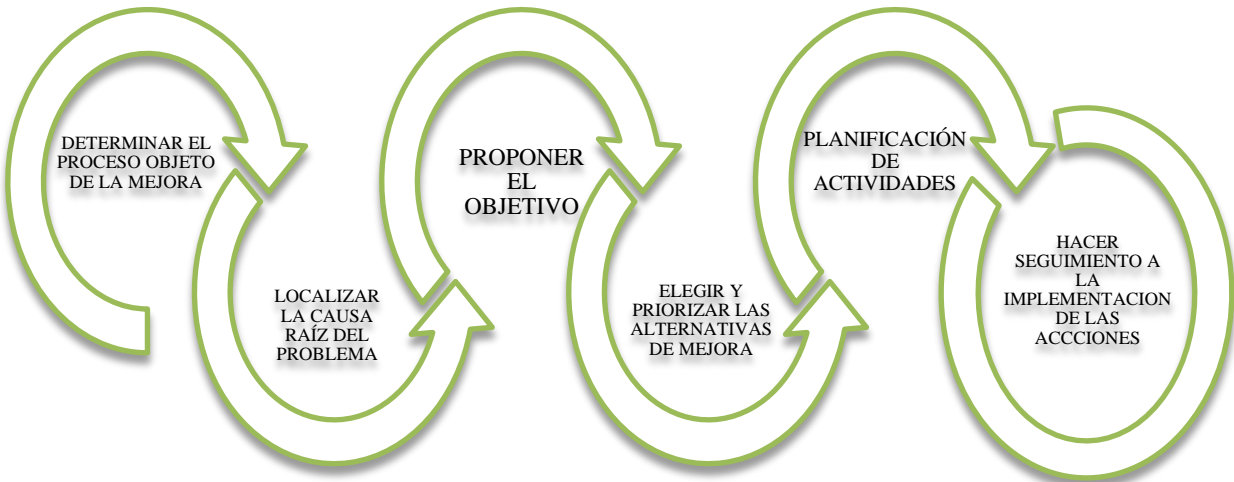 DETERMINAR EL
PROCESO OBJETO
DE LA MEJORA
LOCALIZAR
LA CAUSA
RAÍZ DEL
PROBLEMA
PROPONER
EL
OBJETIVO
ELEGIR Y
PRIORIZAR LAS
ALTERNATIVAS
DE MEJORA
PLANIFICACIÓN
DE
ACTIVIDADES
HACER
SEGUIMIENTO A
LA
IMPLEMENTACION
DE LAS
ACCCIONES